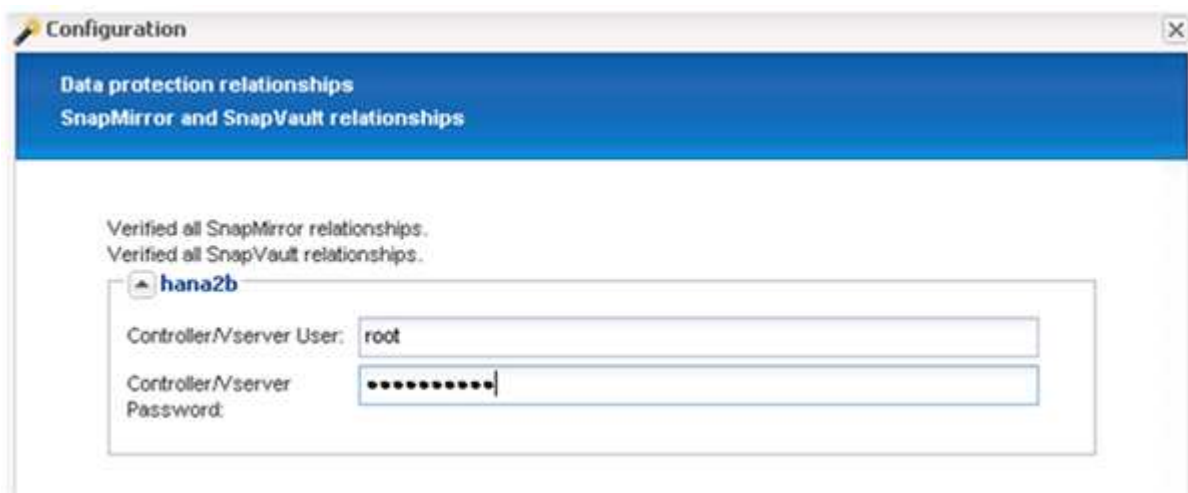 Configuration
Data protection relationships
SnapMirror and SnapVault relationships
Verified all SnapMirror relationships.
Verified all SnapVault relationships.
hana2b
Controller/Vserver User: root
Controller/Vserver
Password: ••••••••••